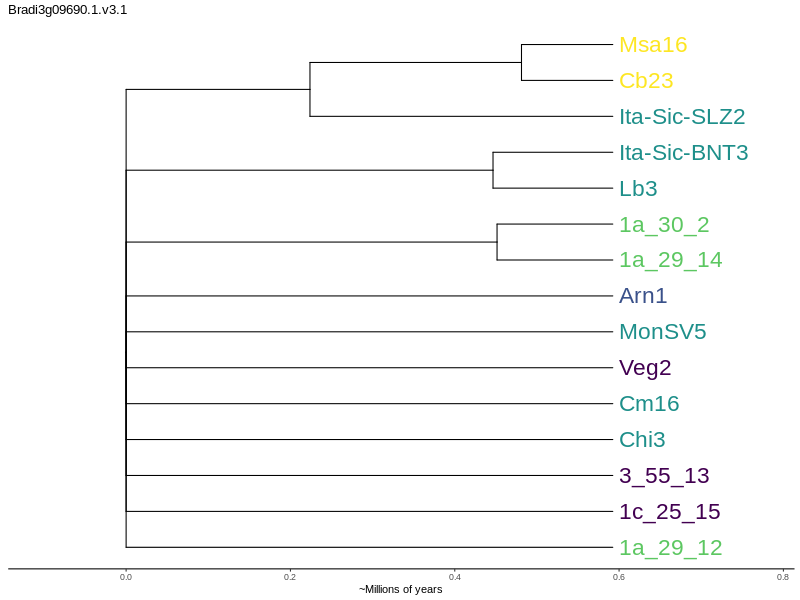 Bradi3g09690.1.v3.1
Msa16
Cb23
Ita-Sic-SLZ2
Ita-Sic-BNT3
Lb3
1a_30_2
1a_29_14
Arn1
MonSV5
Veg2
Cm16
Chi3
3_55_13
1c_25_15
1a_29_12
0.0 0.2 0.4 0.6 0.8
~Millions of years